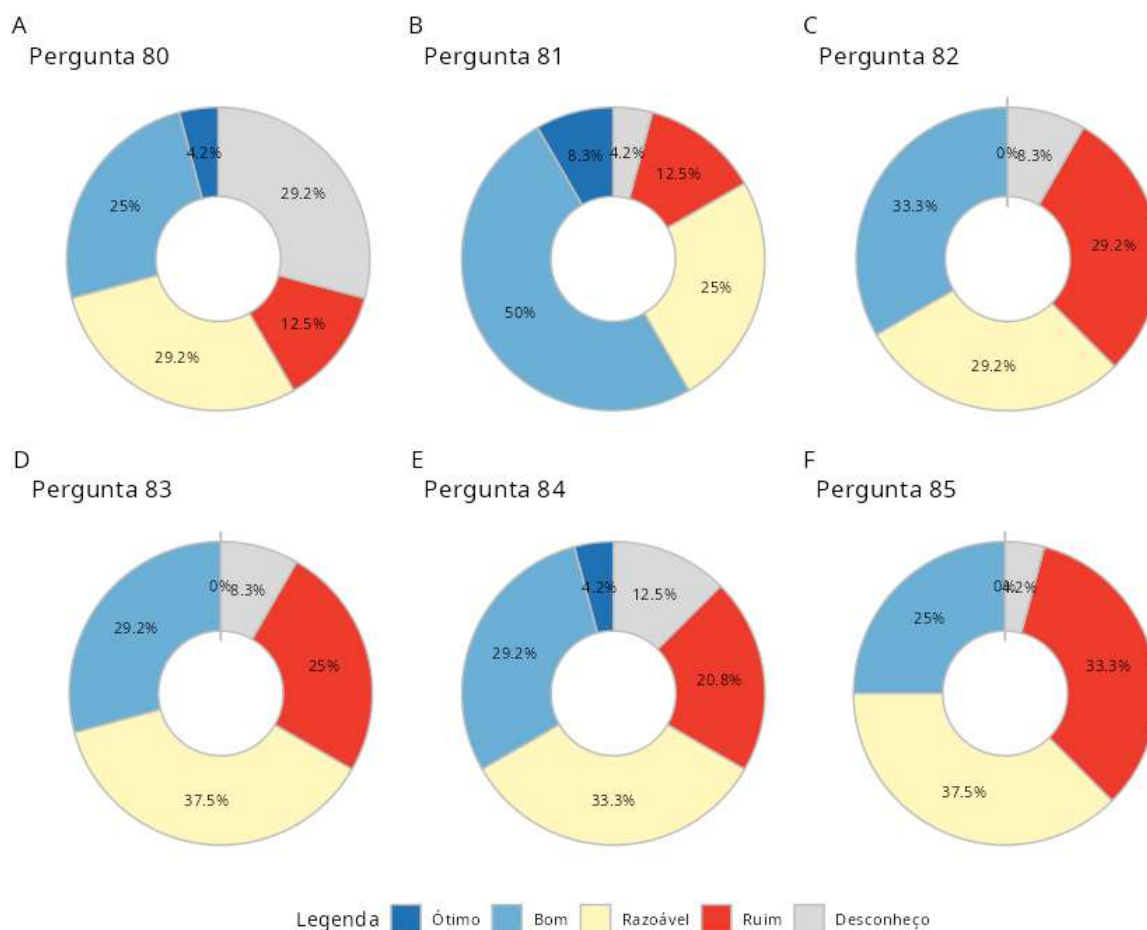 A
Pergunta 80
4.2%
29.2%
25%
12.5%
29.2%
B
Pergunta 81
8.3%
4.2%
12.5%
25%
50%
C
Pergunta 82
0%
8.3%
33.3%
29.2%
29.2%
D
Pergunta 83
0%
8.3%
29.2%
25%
37.5%
E
Pergunta 84
4.2%
12.5%
29.2%
20.8%
33.3%
F
Pergunta 85
0%
4.2%
25%
33.3%
37.5%
Legenda Ótimo Bom Razoável Ruim Desconheço